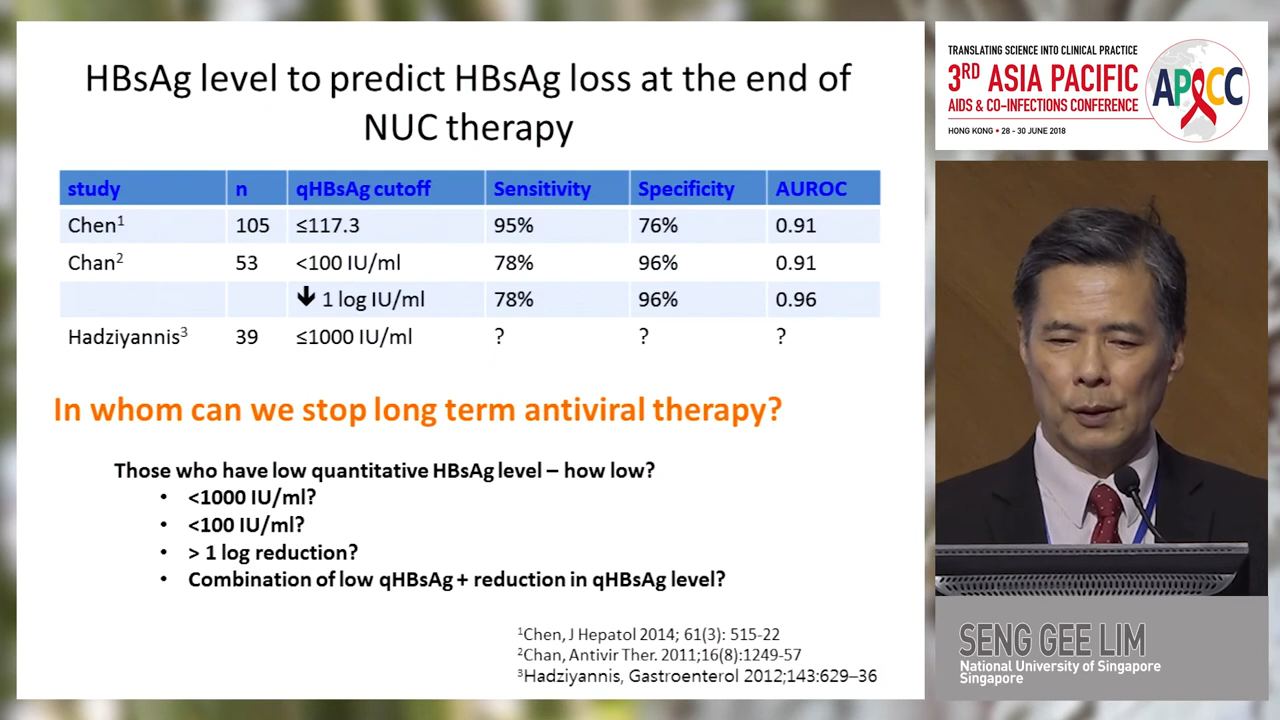 HBsAg level to predict HBsAg loss at the end of
NUC therapy
study n qHBsAg cutoff Sensitivity Specificity AUROC
Chen1 105 ≤117.3 95% 76% 0.91
Chan2 53 <100 IU/ml 78% 96% 0.91
🡻 1 log IU/ml 78% 96% 0.96
Hadziyannis3 39 ≤1000 IU/ml ? ? ?
In whom can we stop long term antiviral therapy?
Those who have low quantitative HBsAg level – how low?
• <1000 IU/ml?
• <100 IU/ml?
• > 1 log reduction?
• Combination of low qHBsAg + reduction in qHBsAg level?
1Chen, J Hepatol 2014; 61(3): 515-22
2Chan, Antivir Ther. 2011;16(8):1249-57
3Hadziyannis, Gastroenterol 2012;143:629–36
TRANSLATING SCIENCE INTO CLINICAL PRACTICE
3RD ASIA PACIFIC
AIDS & CO-INFECTIONS CONFERENCE
HONG KONG • 28 - 30 JUNE 2018
APACC
SENG GEE LIM
National University of Singapore
Singapore